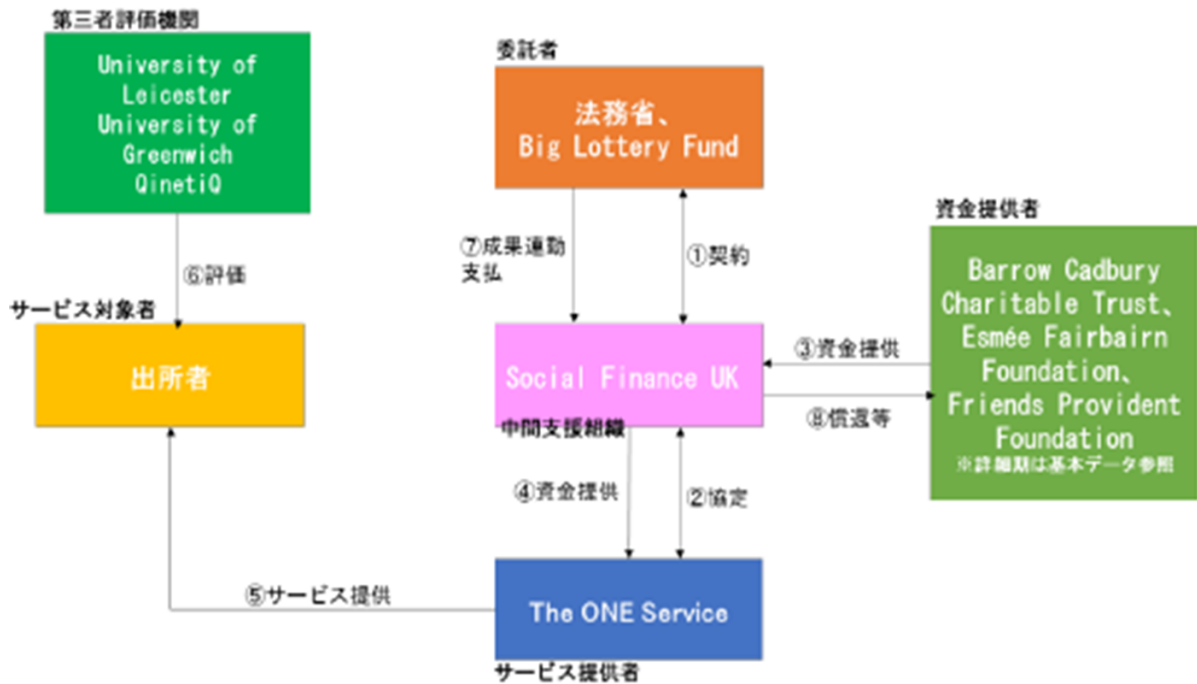 第三者評価機関
University of
Leicester
University of
Greenwich
QinetiQ
委託者
法務省、
Big Lottery Fund
資金提供者
Barrow Cadbury
Charitable Trust、
Esmée Fairbairn
Foundation、
Friends Provident
Foundation
※詳細期は基本データ参照
⑦成果連動
支払
①契約
⑥評価
サービス対象者
出所者
Social Finance UK
中間支援組織
③資金提供
⑧償還等
④資金提供
②協定
⑤サービス提供
The ONE Service
サービス提供者